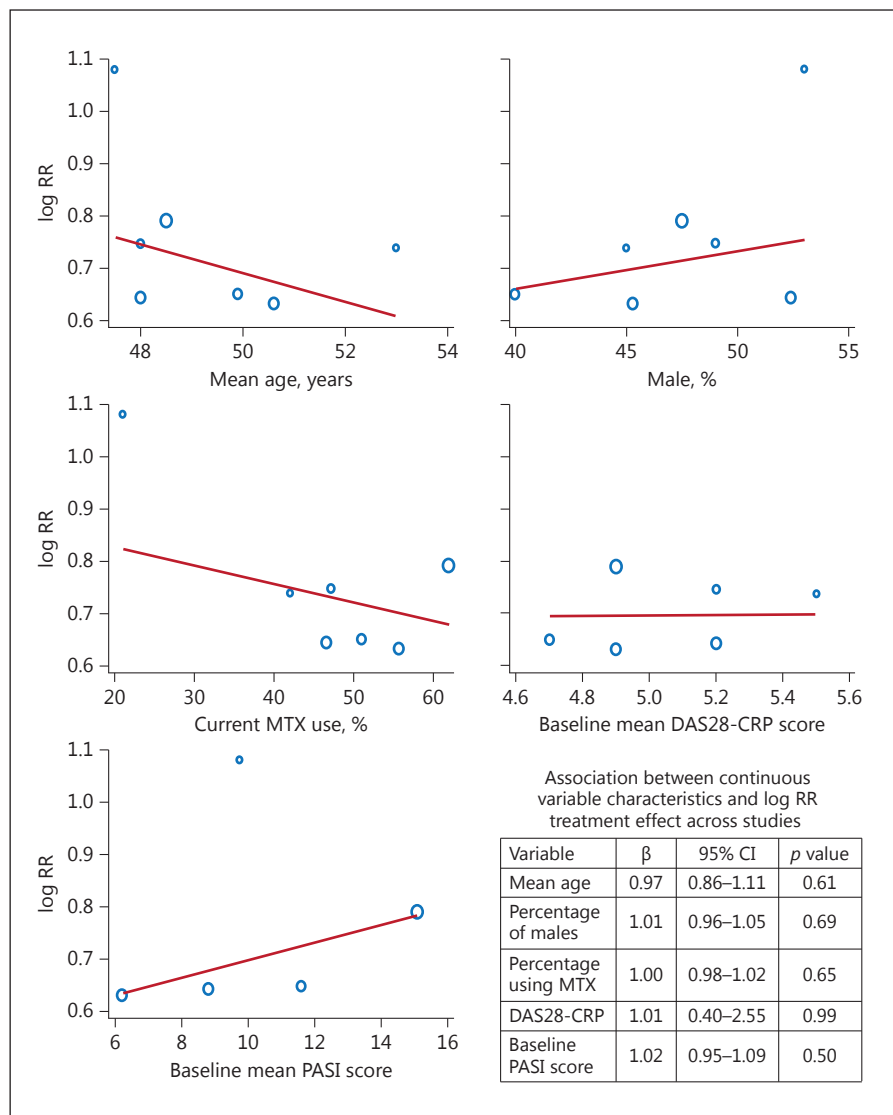 1.1
1.0
0.9
0.8
0.7
0.6
log RR
48 50 52 54
Mean age, years
log RR
40 45 50 55
Male, %
1.1
1.0
0.9
0.8
0.7
0.6
log RR
20 30 40 50 60
Current MTX use, %
4.6 4.8 5.0 5.2 5.4 5.6
Baseline mean DAS28-CRP score
1.1
1.0
0.9
0.8
0.7
0.6
log RR
6 8 10 12 14 16
Baseline mean PASI score
Association between continuous
variable characteristics and log RR
treatment effect across studies
Variable β 95% CI p value
Mean age 0.97 0.86–1.11 0.61
Percentage
of males 1.01 0.96–1.05 0.69
Percentage
using MTX 1.00 0.98–1.02 0.65
DAS28-CRP 1.01 0.40–2.55 0.99
Baseline
PASI score 1.02 0.95–1.09 0.50